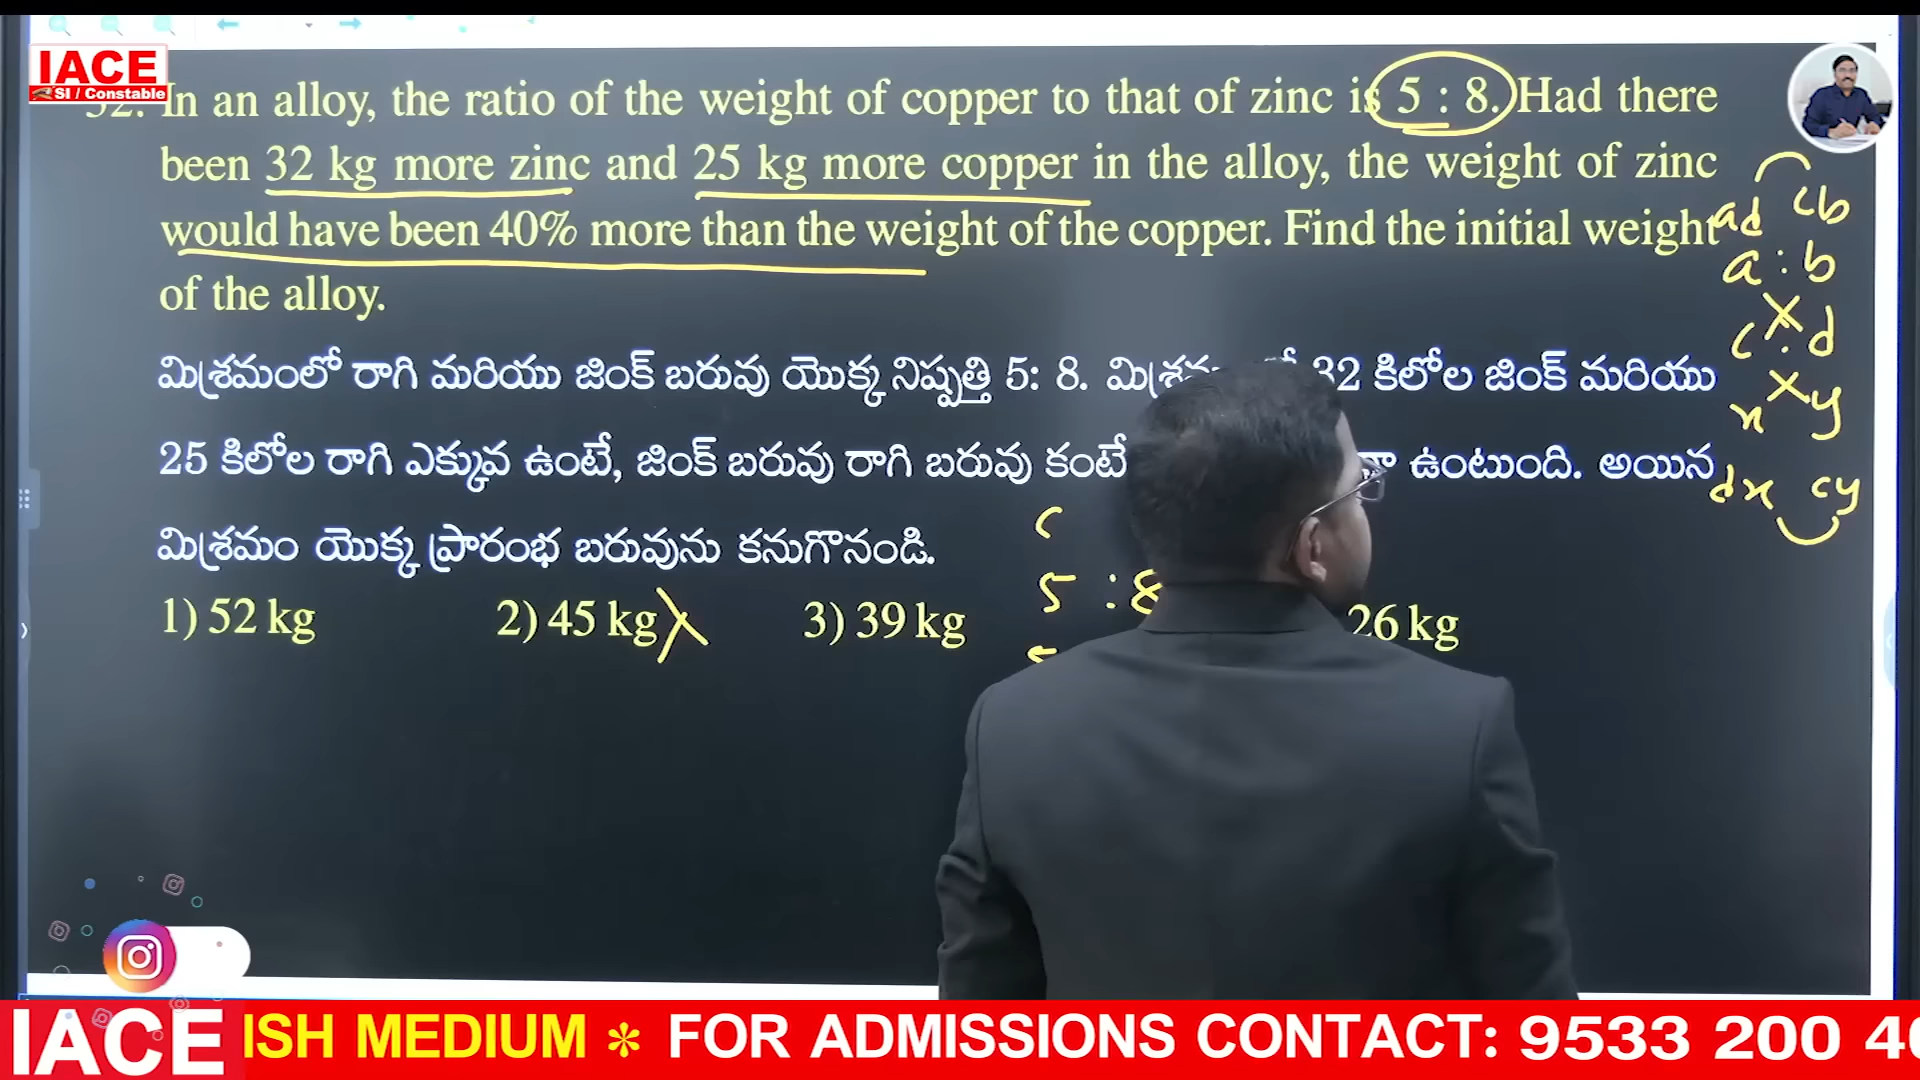 IACE
SI / Constable
In an alloy, the ratio of the weight of copper to that of zinc is 5 : 8. Had there
been 32 kg more zinc and 25 kg more copper in the alloy, the weight of zinc
would have been 40% more than the weight of the copper. Find the initial weight
of the alloy.
మిశ్రమంలో రాగి మరియు జింక్ బరువు యొక్క నిష్పత్తి 5: 8. 32 కిలోల జింక్ మరియు
25 కిలోల రాగి ఎక్కువ ఉంటే, జింక్ బరువు రాగి బరువు కంటే ఉంటుంది. అయిన
మిశ్రమం యొక్క ప్రారంభ బరువును కనుగొనండి.
1) 52 kg 2) 45 kg 3) 39 kg 26 kg
5 : 8
ad cb
a : b
c : d
x y
dx cy
IACE ISH MEDIUM * FOR ADMISSIONS CONTACT: 9533 200 4